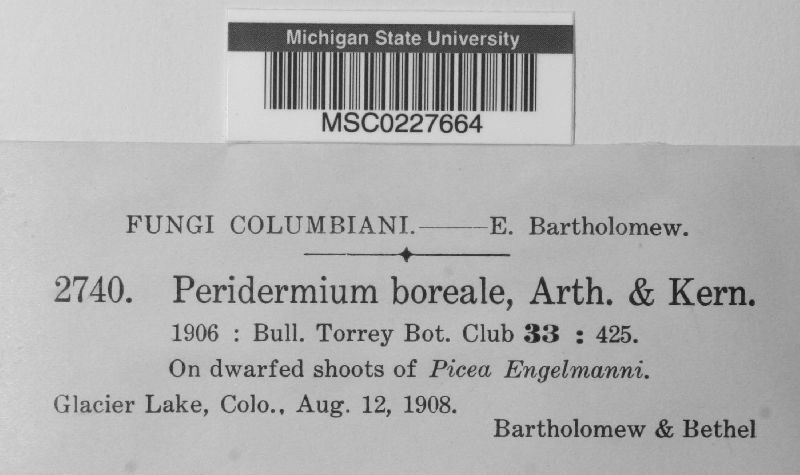 Michigan State University
MSC0227664
FUNGI COLUMBIANI.——E. Bartholomew.
2740. Peridermium boreale, Arth. & Kern.
1906 : Bull. Torrey Bot. Club 33 : 425.
On dwarfed shoots of Picea Engelmanni.
Glacier Lake, Colo., Aug. 12, 1908.
Bartholomew & Bethel